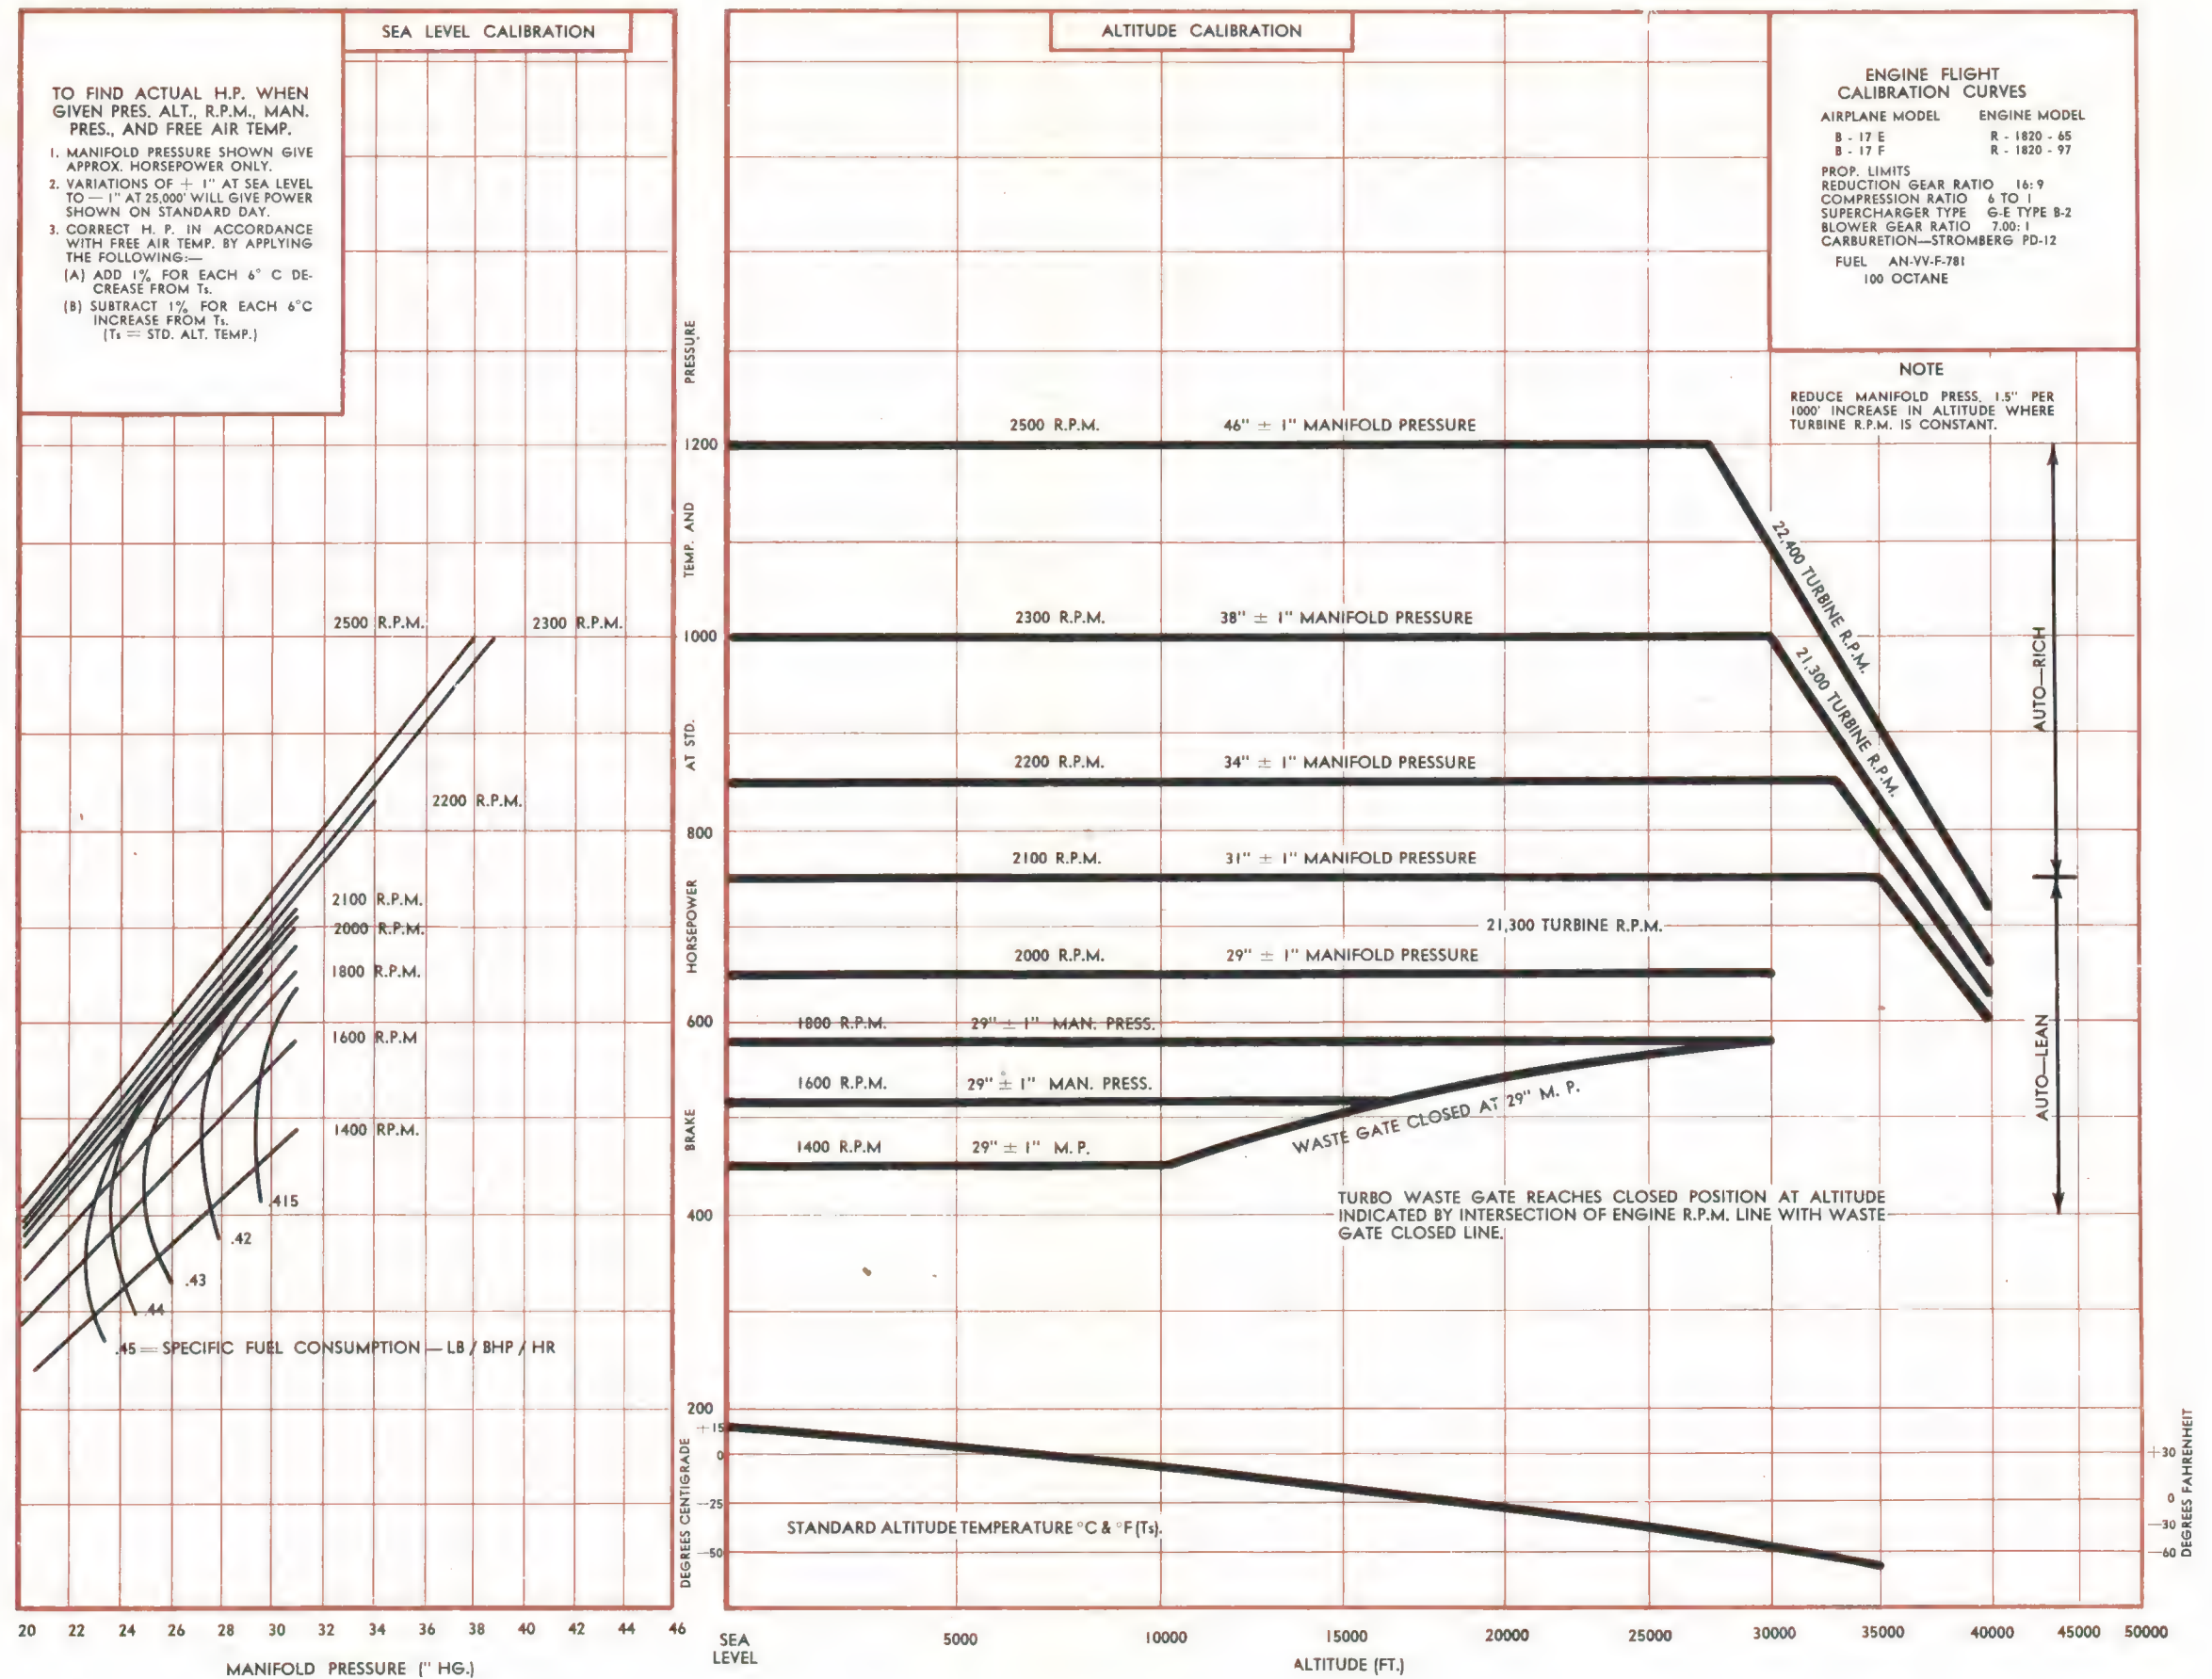 SEA LEVEL CALIBRATION
TO FIND ACTUAL H.P. WHEN
GIVEN PRES. ALT., R.P.M., MAN.
PRES., AND FREE AIR TEMP.
1. MANIFOLD PRESSURE SHOWN GIVE
APPROX. HORSEPOWER ONLY.
2. VARIATIONS OF + 1" AT SEA LEVEL
TO — 1" AT 25,000' WILL GIVE POWER
SHOWN ON STANDARD DAY.
3. CORRECT H. P. IN ACCORDANCE
WITH FREE AIR TEMP. BY APPLYING
THE FOLLOWING:—
(A) ADD 1% FOR EACH 6° C DE-
CREASE FROM Ts.
(B) SUBTRACT 1% FOR EACH 6°C
INCREASE FROM Ts.
(Ts = STD. ALT. TEMP.)
2500 R.P.M.
2300 R.P.M.
2200 R.P.M.
2100 R.P.M.
2000 R.P.M.
1800 R.P.M.
1600 R.P.M
1400 RP.M.
.415
.42
.43
.44
.45 = SPECIFIC FUEL CONSUMPTION — LB / BHP / HR
20 22 24 26 28 30 32 34 36 38 40 42 44 46
MANIFOLD PRESSURE (" HG.)
BRAKE HORSEPOWER AT STD. TEMP. AND PRESSURE
1200
1000
800
600
400
200
+15
0
—25
—50
DEGREES CENTIGRADE
ALTITUDE CALIBRATION
ENGINE FLIGHT
CALIBRATION CURVES
AIRPLANE MODEL ENGINE MODEL
B - 17 E R - 1820 - 65
B - 17 F R - 1820 - 97
PROP. LIMITS
REDUCTION GEAR RATIO 16: 9
COMPRESSION RATIO 6 TO 1
SUPERCHARGER TYPE G-E TYPE B-2
BLOWER GEAR RATIO 7.00: 1
CARBURETION—STROMBERG PD-12
FUEL AN-VV-F-781
100 OCTANE
NOTE
REDUCE MANIFOLD PRESS. 1.5" PER
1000' INCREASE IN ALTITUDE WHERE
TURBINE R.P.M. IS CONSTANT.
2500 R.P.M. 46" ± 1" MANIFOLD PRESSURE
22,400 TURBINE R.P.M.
2300 R.P.M. 38" ± 1" MANIFOLD PRESSURE
21,300 TURBINE R.P.M.
AUTO—RICH
2200 R.P.M. 34" ± 1" MANIFOLD PRESSURE
2100 R.P.M. 31" ± 1" MANIFOLD PRESSURE
21,300 TURBINE R.P.M.
2000 R.P.M. 29" ± 1" MANIFOLD PRESSURE
1800 R.P.M. 29" ± 1" MAN. PRESS.
1600 R.P.M. 29" ± 1" MAN. PRESS.
WASTE GATE CLOSED AT 29" M. P.
AUTO—LEAN
1400 R.P.M 29" ± 1" M. P.
TURBO WASTE GATE REACHES CLOSED POSITION AT ALTITUDE
INDICATED BY INTERSECTION OF ENGINE R.P.M. LINE WITH WASTE
GATE CLOSED LINE.
STANDARD ALTITUDE TEMPERATURE °C & °F (Ts).
+30
0
—30
—60
DEGREES FAHRENHEIT
SEA
LEVEL
5000 10000 15000 20000 25000 30000 35000 40000 45000 50000
ALTITUDE (FT.)